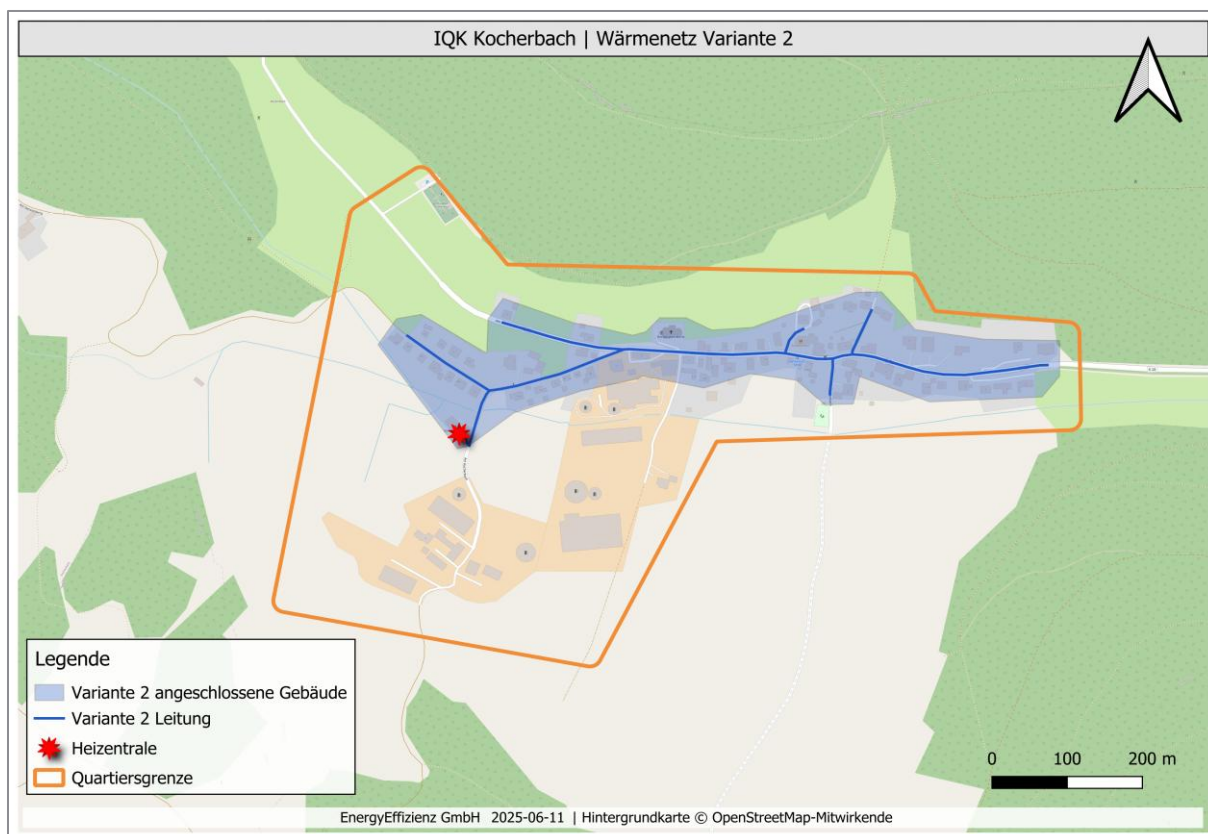 IQK Kocherbach | Wärmenetz Variante 2
Legende
Variante 2 angeschlossene Gebäude
Variante 2 Leitung
Heizentrale
Quartiersgrenze
0 100 200 m
EnergyEffizienz GmbH 2025-06-11 | Hintergrundkarte © OpenStreetMap-Mitwirkende